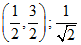 (1/2, 3/2); 1/√2